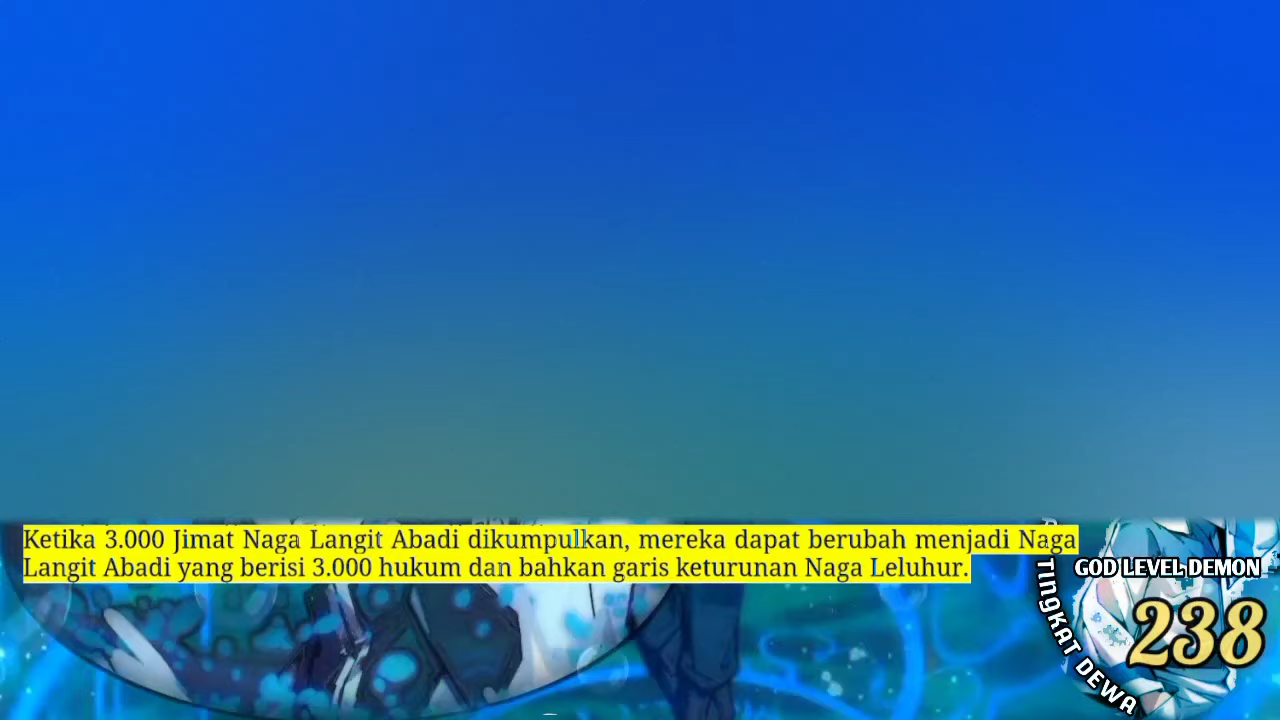 Ketika 3.000 Jimat Naga Langit Abadi dikumpulkan, mereka dapat berubah menjadi Naga
Langit Abadi yang berisi 3.000 hukum dan bahkan garis keturunan Naga Leluhur.
GOD LEVEL DEMON
238
TINGKAT DEWA